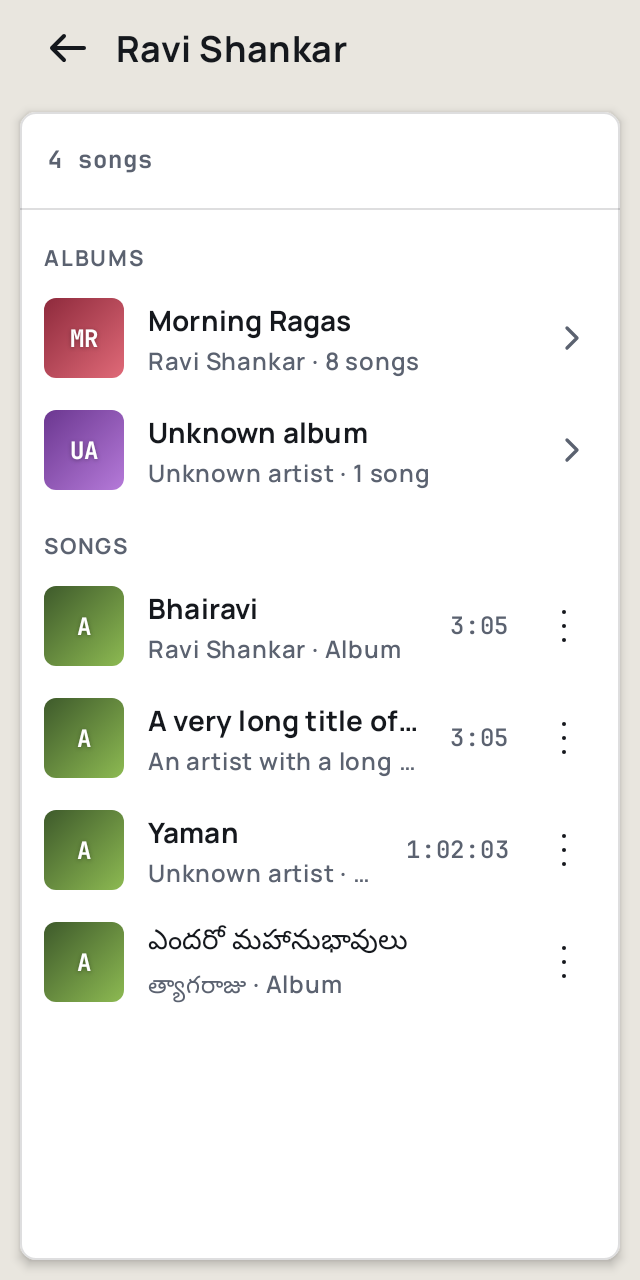 Ravi Shankar
4 songs
ALBUMS
MR
Morning Ragas
Ravi Shankar · 8 songs
UA
Unknown album
Unknown artist · 1 song
SONGS
A
Bhairavi
Ravi Shankar · Album
3:05
A
A very long title of…
An artist with a long …
3:05
A
Yaman
Unknown artist · …
1:02:03
A
ఎందరో మహానుభావులు
త్యాగరాజు · Album